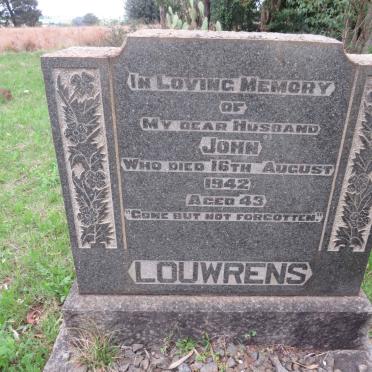 IN LOVING MEMORY
OF
MY DEAR HUSBAND
JOHN
WHO DIED 16TH AUGUST
1942
AGED 43
"GONE BUT NOT FORGOTTEN"
LOUWRENS